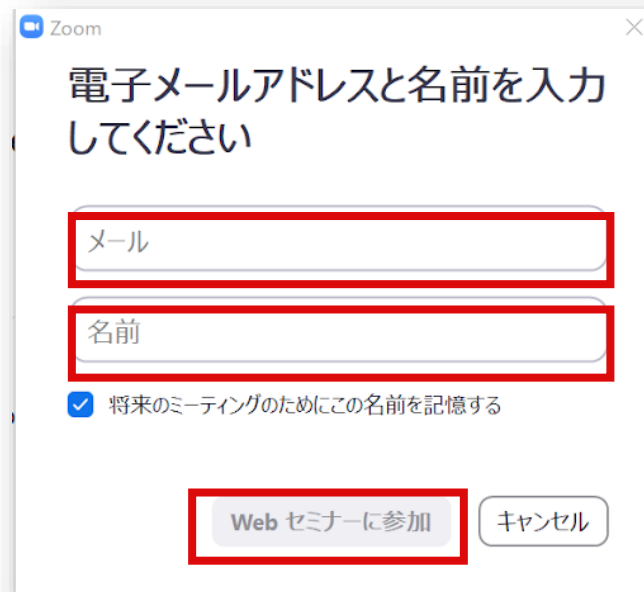 Zoom
電子メールアドレスと名前を入力
してください
メール
名前
将来のミーティングのためにこの名前を記憶する
Web セミナーに参加
キャンセル